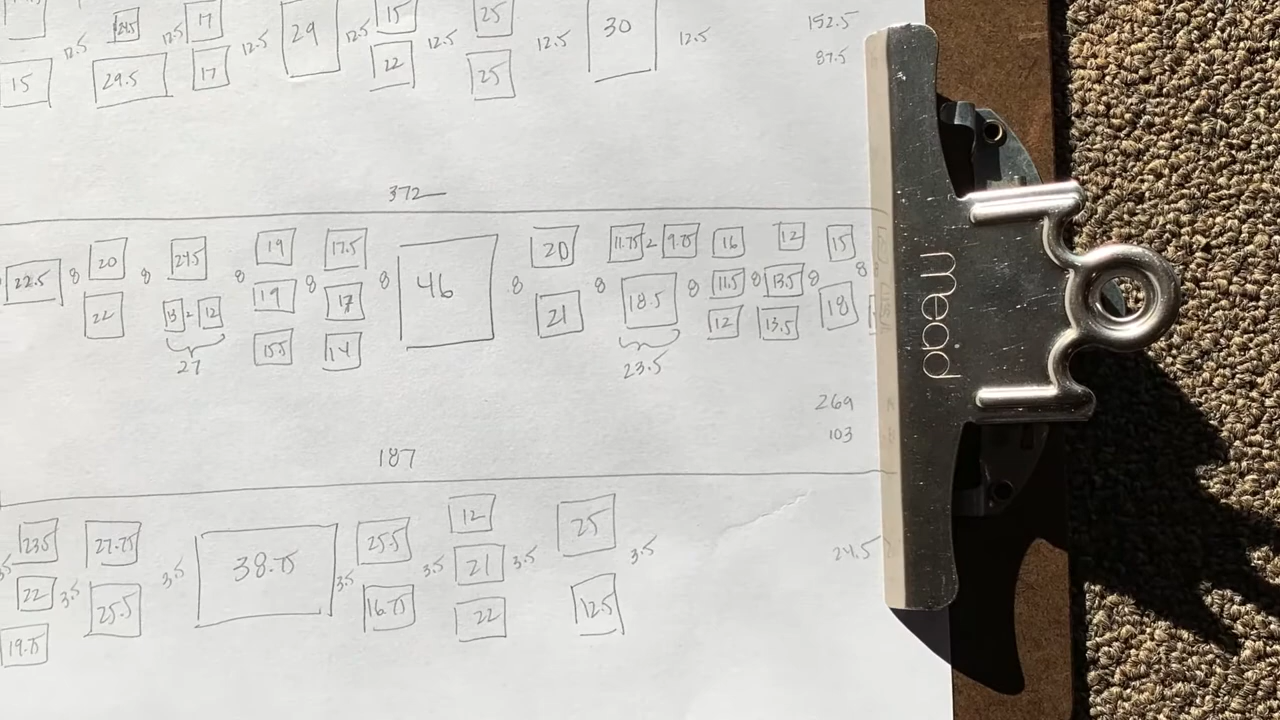 24.5 17 15 25
12.5 12.5 12.5 29 12.5 12.5 12.5 30 12.5 152.5
15 29.5 17 22 25 87.5
372
20 24.5 19 17.5 20 11.75 2 9.75 16 12 15
22.5 8 8 8 19 8 8 46 8 8 18.5 8 11.5 8 13.5 8 8
22 13 2 12 17 21 12 13.5 18
27 15.5 14 23.5
269
103
187
23.5 27.75 25.5 12 25
3.5 22 3.5 3.5 38.75 3.5 3.5 21 3.5 3.5 24.5
19.75 25.5 16.75 22 12.5
mead